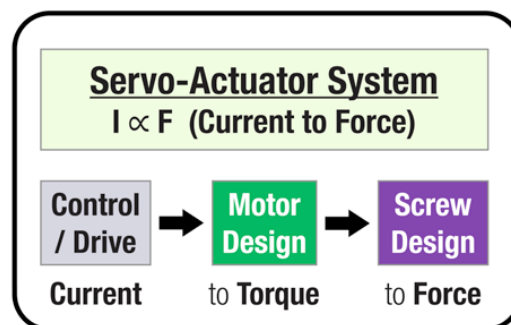 Servo-Actuator System
I ∝ F (Current to Force)
Control
/ Drive
Motor
Design
Screw
Design
Current
to Torque
to Force